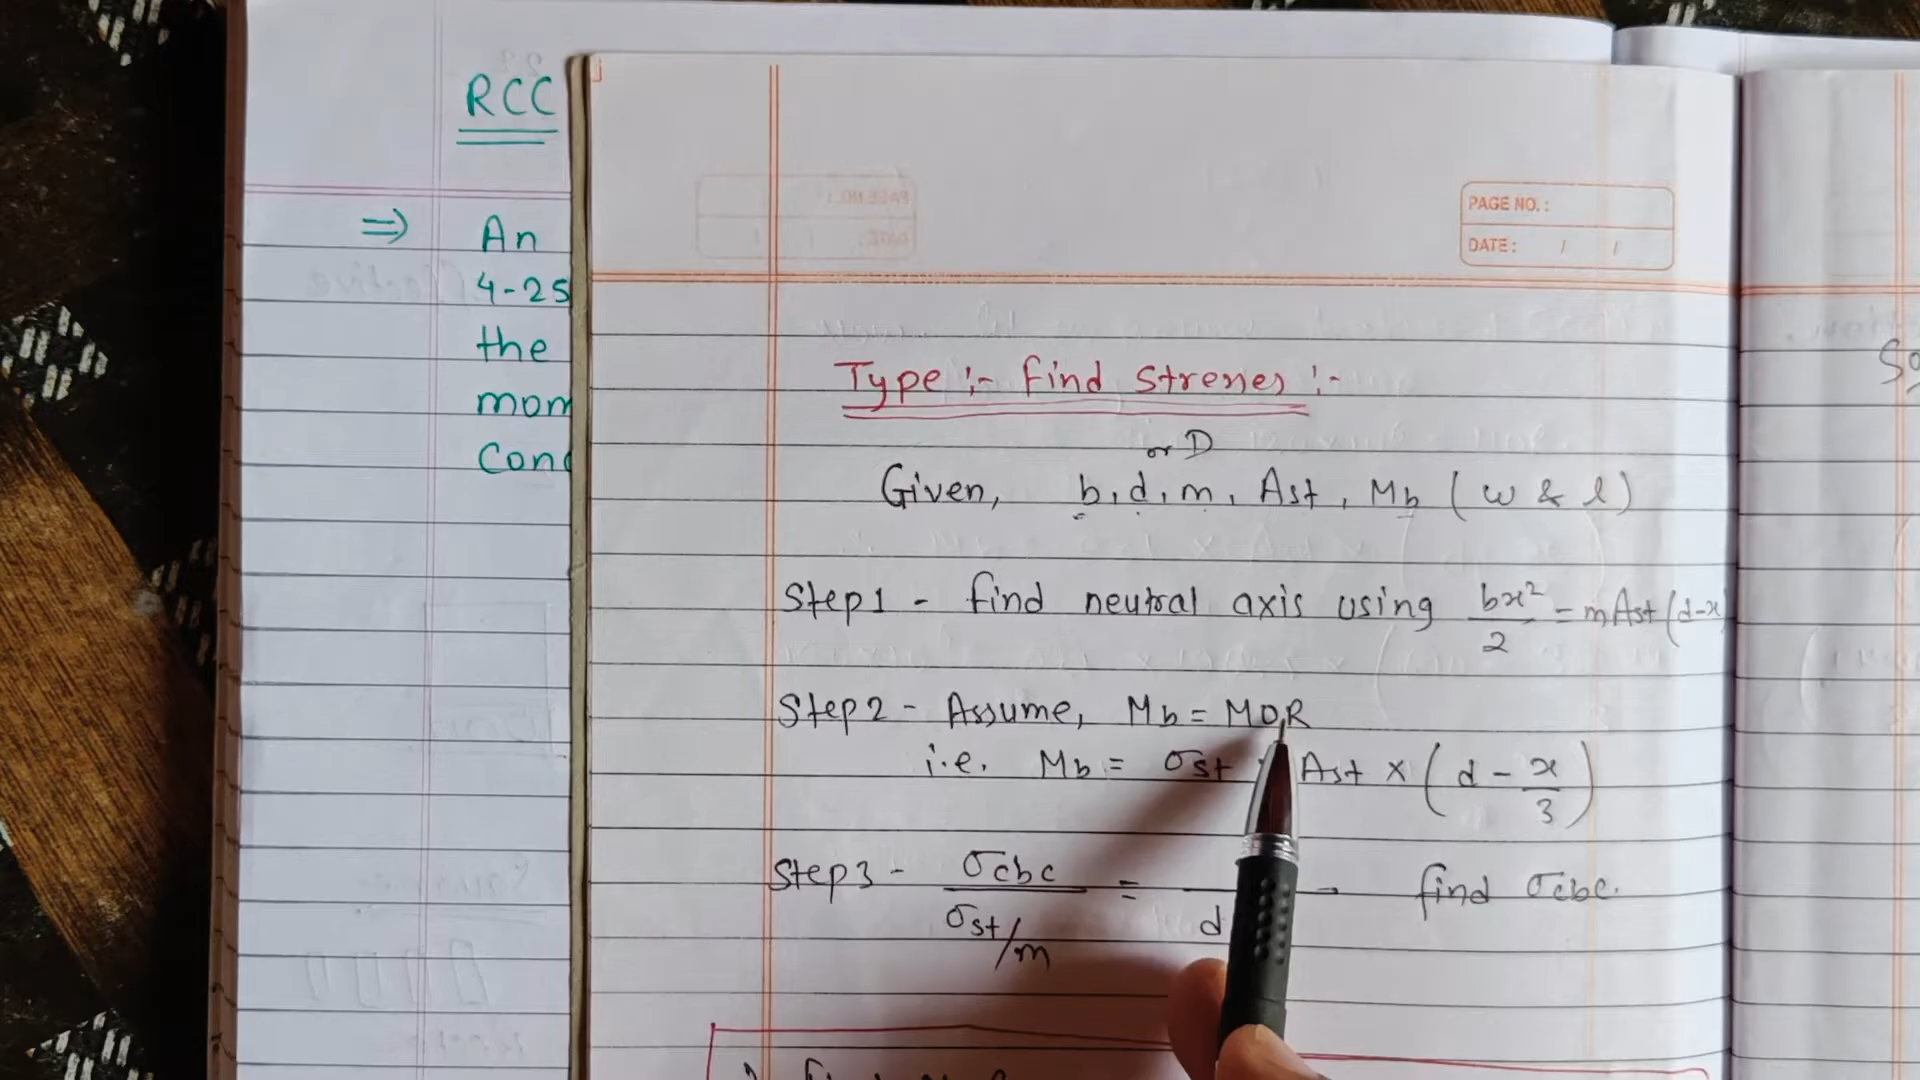 RCC
⇒ An
4-25
the
mom
Conc
PAGE NO. :
DATE : / /
Type :- Find Stresses :-
or D
Given, b, d, m, Ast, Mb (w & l)
Step1 - find neutral axis using bx²/2 = mAst(d-x
Step2 - Assume, Mb = MOR
i.e. Mb = σst Ast × (d - x/3)
Step3 - σcbc / σst/m = / d - find σcbc.